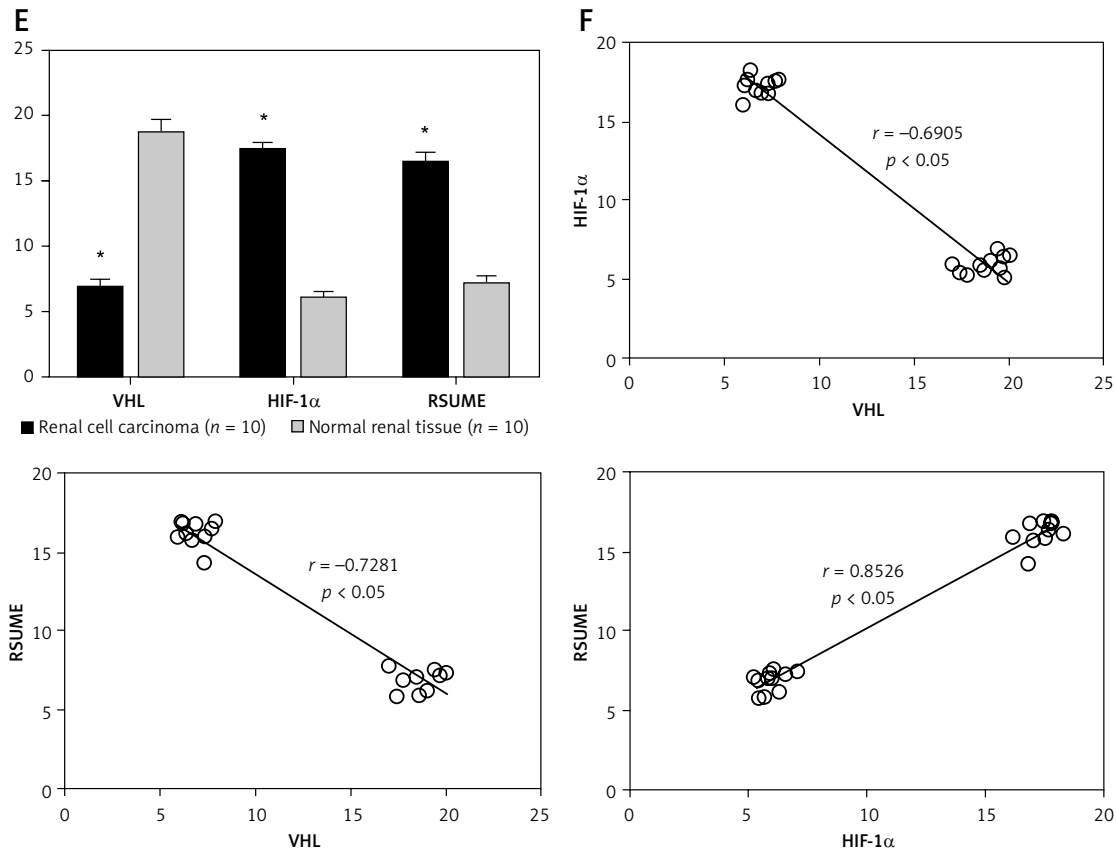 E
25
20
15
10
5
0
*
*
*
VHL
HIF-1α
RSUME
■ Renal cell carcinoma (n = 10) ■ Normal renal tissue (n = 10)
F
20
15
10
5
0
HIF-1α
r = –0.6905
p < 0.05
0 5 10 15 20 25
VHL
20
15
10
5
0
RSUME
r = –0.7281
p < 0.05
0 5 10 15 20 25
VHL
20
15
10
5
0
RSUME
r = 0.8526
p < 0.05
0 5 10 15 20
HIF-1α